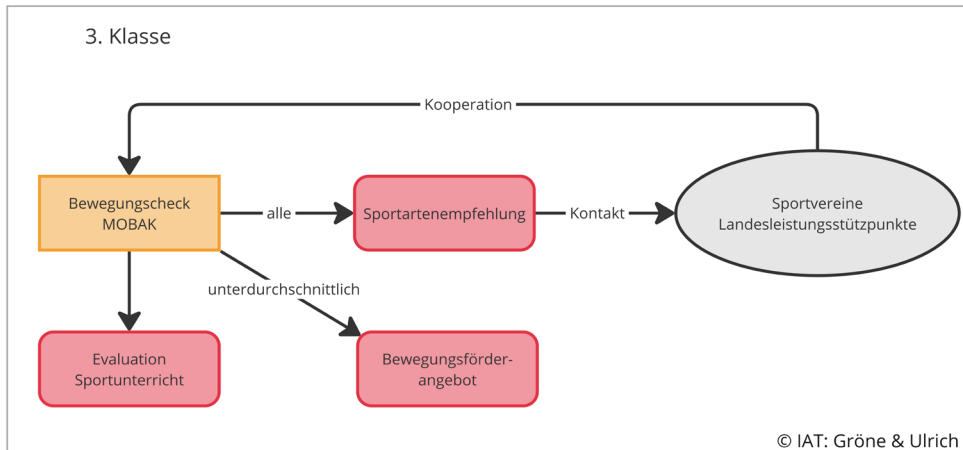 3. Klasse
Kooperation
Bewegungscheck
MOBAK
alle
Sportartenempfehlung
Kontakt
Sportvereine
Landesleistungsstützpunkte
unterdurchschnittlich
Evaluation
Sportunterricht
Bewegungsförder-
angebot
© IAT: Gröne & Ulrich